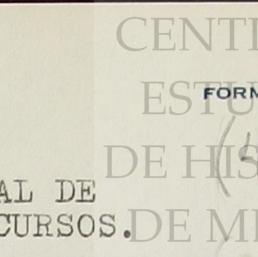 CENT
ESTU
FORM
DE HIS
AL DE
CURSOS.
DE M